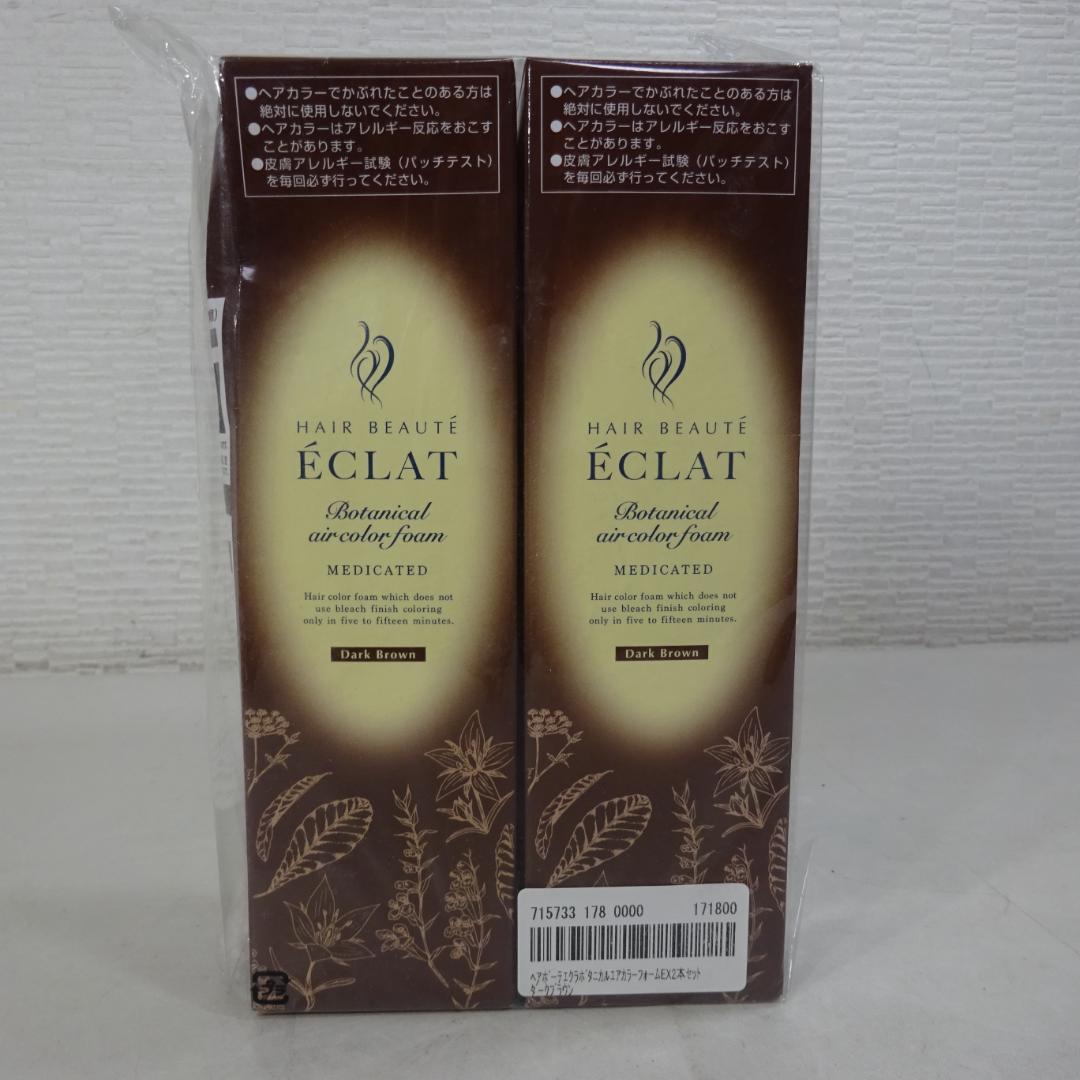 ●ヘアカラーでかぶれたことのある方は
絶対に使用しないでください。
●ヘアカラーはアレルギー反応をおこす
ことがあります。
●皮膚アレルギー試験（パッチテスト）
を毎回必ず行ってください。
HAIR BEAUTÉ
ÉCLAT
Botanical
air color foam
MEDICATED
Hair color foam which does not
use bleach finish coloring
only in five to fifteen minutes.
Dark Brown
●ヘアカラーでかぶれたことのある方は
絶対に使用しないでください。
●ヘアカラーはアレルギー反応をおこす
ことがあります。
●皮膚アレルギー試験（パッチテスト）
を毎回必ず行ってください。
HAIR BEAUTÉ
ÉCLAT
Botanical
air color foam
MEDICATED
Hair color foam which does not
use bleach finish coloring
only in five to fifteen minutes.
Dark Brown
715733 178 0000 171800
ヘアボーテエクラボタニカルエアカラーフォームEX2本セット
ダークブラウン